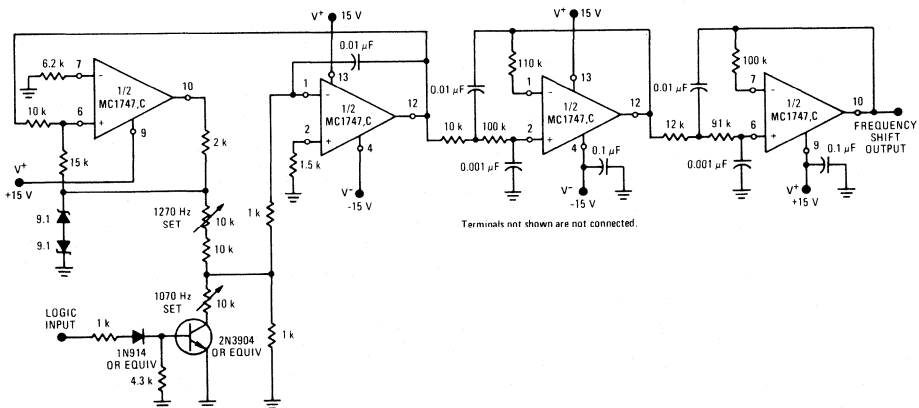 V+ 15 V
V+ 15 V
0.01 µF
6.2 k
7
-
10
1/2
MC1747,C
10 k
6
+
9
2 k
15 k
V+
+15 V
9.1
9.1
1270 Hz
SET
10 k
10 k
1070 Hz
SET
10 k
LOGIC
INPUT
1 k
1N914
OR EQUIV
4.3 k
2N3904
OR EQUIV
1 k
1 k
13
1
-
1/2
MC1747,C
12
2
+
4
1.5 k
V-
-15 V
0.01 µF
110 k
13
1
-
1/2
MC1747,C
12
10 k
100 k
2
+
4
0.001 µF
0.1 µF
V-
-15 V
Terminals not shown are not connected.
0.01 µF
100 k
7
-
1/2
MC1747,C
10
12 k
91 k
6
+
9
0.001 µF
0.1 µF
V+
+15 V
FREQUENCY
SHIFT
OUTPUT